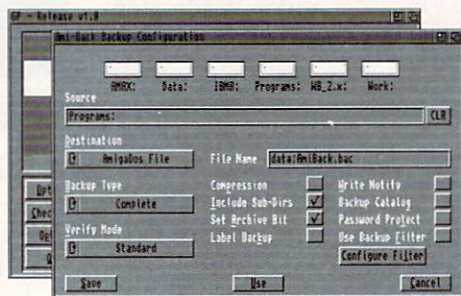 GP - Release v1.0
Ami-Back Backup Configuration
AMAX: Data: IBMR: Programs: WB_2.x: Work:
Source
Programs: CLR
Destination
AmigaDos File
File Name data:AmiBack.bac
Backup Type
Complete
Verify Mode
Standard
Compression
Include Sub-Dirs
Set Archive Bit
Label Backup
Write Notify
Backup Catalog
Password Protect
Use Backup Filter
Configure Filter
Save Use Cancel